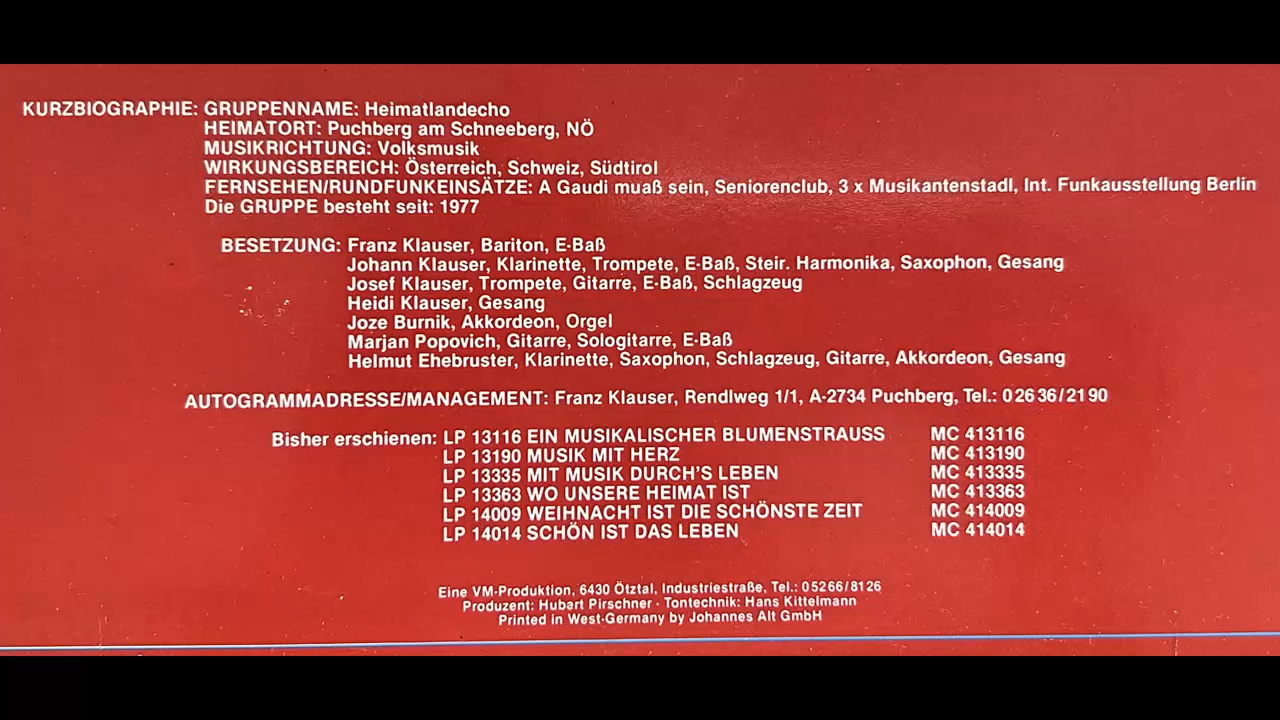 KURZBIOGRAPHIE: GRUPPENNAME: Heimatlandecho
HEIMATORT: Puchberg am Schneeberg, NÖ
MUSIKRICHTUNG: Volksmusik
WIRKUNGSBEREICH: Österreich, Schweiz, Südtirol
FERNSEHEN/RUNDFUNKEINSÄTZE: A Gaudi muaß sein, Seniorenclub, 3 x Musikantenstadl, Int. Funkausstellung Berlin
Die GRUPPE besteht seit: 1977
BESETZUNG: Franz Klauser, Bariton, E-Baß
Johann Klauser, Klarinette, Trompete, E-Baß, Steir. Harmonika, Saxophon, Gesang
Josef Klauser, Trompete, Gitarre, E-Baß, Schlagzeug
Heidi Klauser, Gesang
Joze Burnik, Akkordeon, Orgel
Marjan Popovich, Gitarre, Sologitarre, E-Baß
Helmut Ehebruster, Klarinette, Saxophon, Schlagzeug, Gitarre, Akkordeon, Gesang
AUTOGRAMMADRESSE/MANAGEMENT: Franz Klauser, Rendlweg 1/1, A-2734 Puchberg, Tel.: 02636/2190
Bisher erschienen: LP 13116 EIN MUSIKALISCHER BLUMENSTRAUSS MC 413116
LP 13190 MUSIK MIT HERZ MC 413190
LP 13335 MIT MUSIK DURCH'S LEBEN MC 413335
LP 13363 WO UNSERE HEIMAT IST MC 413363
LP 14009 WEIHNACHT IST DIE SCHÖNSTE ZEIT MC 414009
LP 14014 SCHÖN IST DAS LEBEN MC 414014
Eine VM-Produktion, 6430 Ötztal, Industriestraße, Tel.: 05266/8126
Produzent: Hubart Pirschner · Tontechnik: Hans Kittelmann
Printed in West-Germany by Johannes Alt GmbH